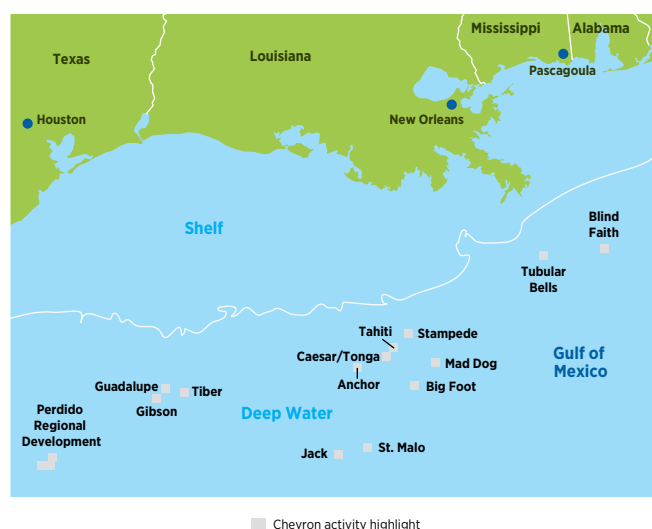 Mississippi
Alabama
Texas
Louisiana
Pascagoula
Houston
New Orleans
Shelf
Blind
Faith
Tubular
Bells
Tahiti
Stampede
Caesar/Tonga
Mad Dog
Gulf of
Mexico
Anchor
Big Foot
Guadalupe
Tiber
Gibson
Perdido
Regional
Development
Deep Water
Jack
St. Malo
Chevron activity highlight